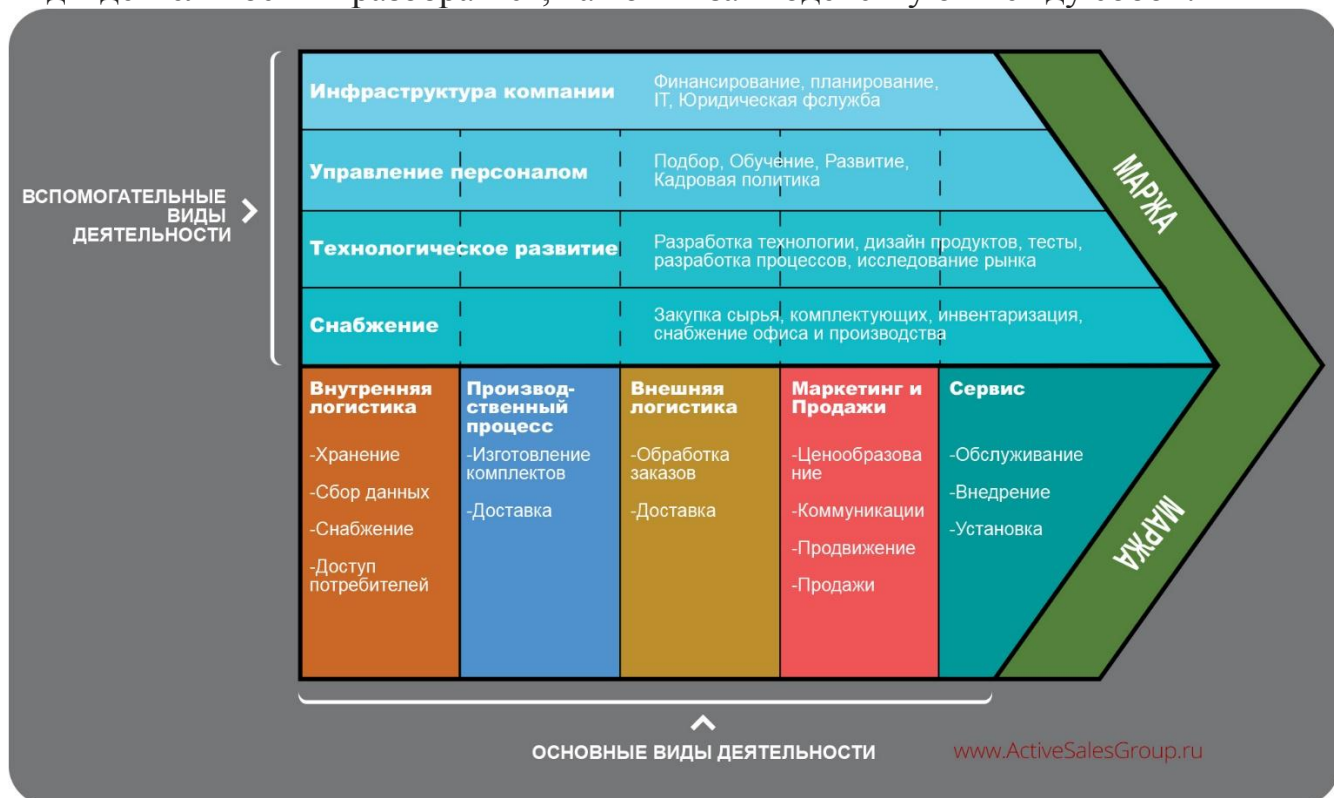 Инфраструктура компании
Финансирование, планирование,
IT, Юридическая фслужба
Управление персоналом
Подбор, Обучение, Развитие,
Кадровая политика
ВСПОМОГАТЕЛЬНЫЕ
ВИДЫ
ДЕЯТЕЛЬНОСТИ
Технологическое развитие
Разработка технологии, дизайн продуктов, тесты,
разработка процессов, исследование рынка
Снабжение
Закупка сырья, комплектующих, инвентаризация,
снабжение офиса и производства
МАРЖА
Внутренняя
логистика
-Хранение
-Сбор данных
-Снабжение
-Доступ
потребителей
Производ-
ственный
процесс
-Изготовление
комплектов
-Доставка
Внешняя
логистика
-Обработка
заказов
-Доставка
Маркетинг и
Продажи
-Ценообразова
ние
-Коммуникации
-Продвижение
-Продажи
Сервис
-Обслуживание
-Внедрение
-Установка
МАРЖА
ОСНОВНЫЕ ВИДЫ ДЕЯТЕЛЬНОСТИ
www.ActiveSalesGroup.ru